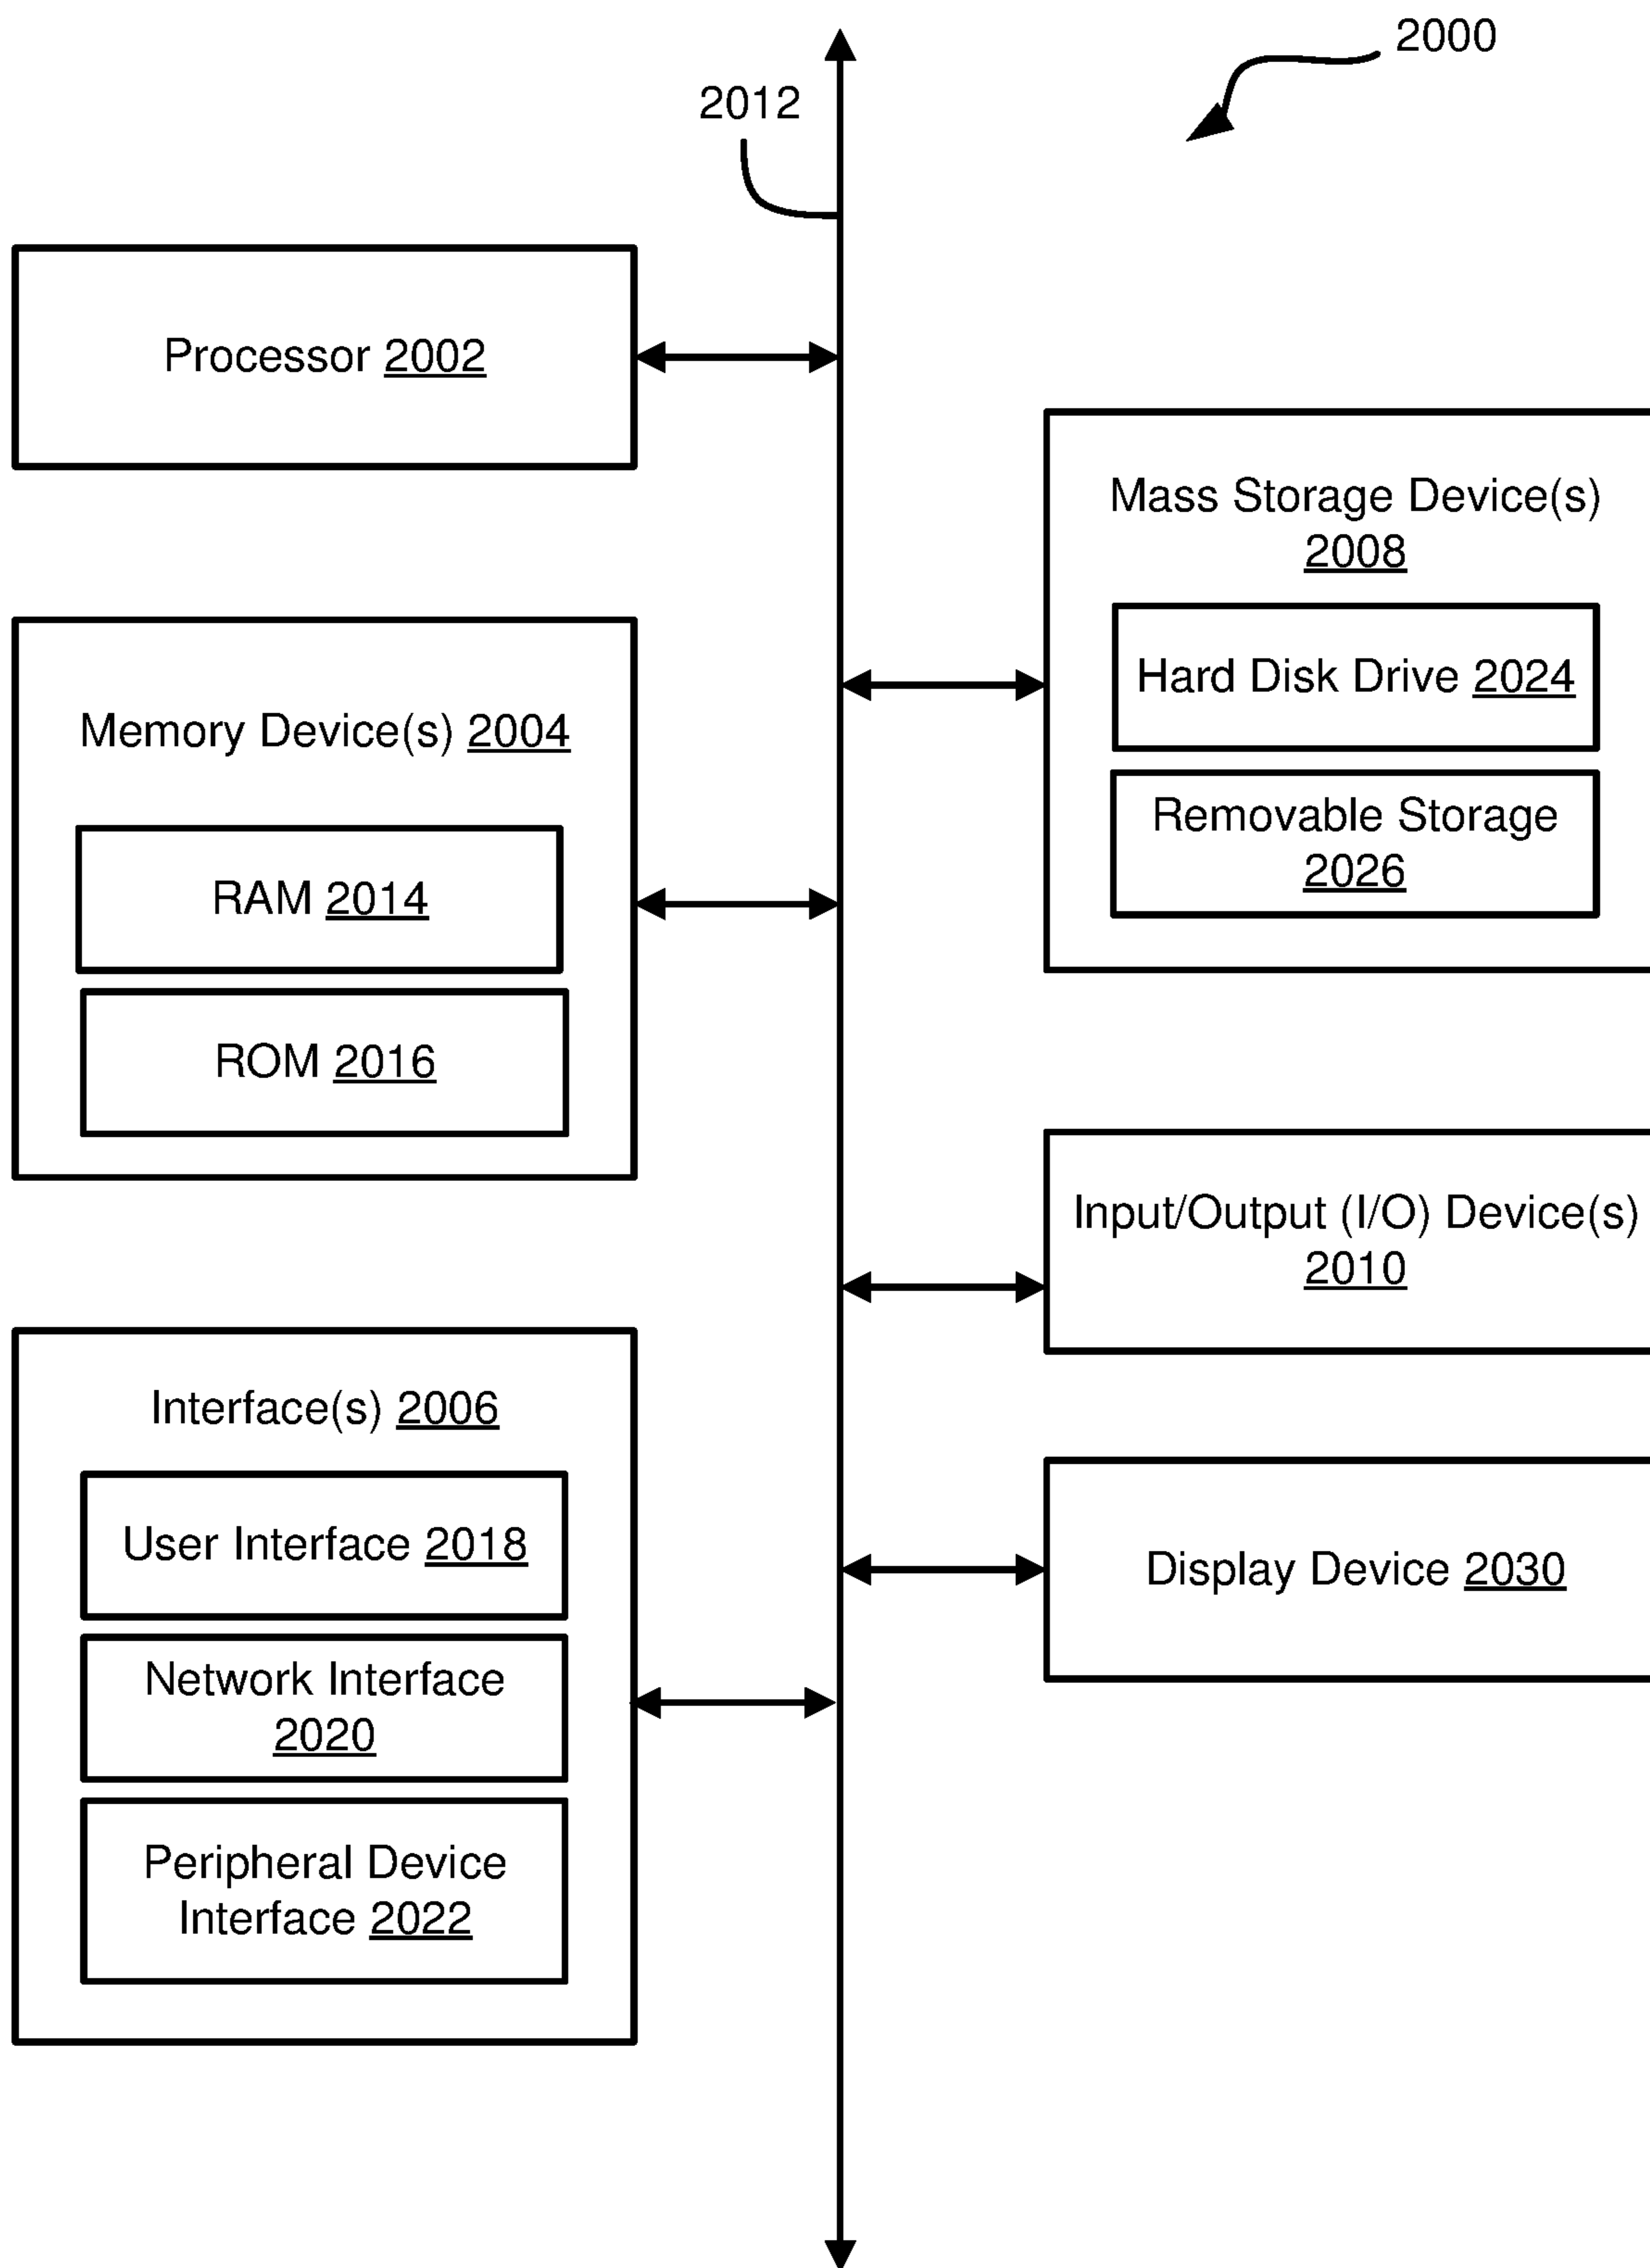 2000
2012
Processor 2002
Memory Device(s) 2004
RAM 2014
ROM 2016
Interface(s) 2006
User Interface 2018
Network Interface
2020
Peripheral Device
Interface 2022
Mass Storage Device(s)
2008
Hard Disk Drive 2024
Removable Storage
2026
Input/Output (I/O) Device(s)
2010
Display Device 2030